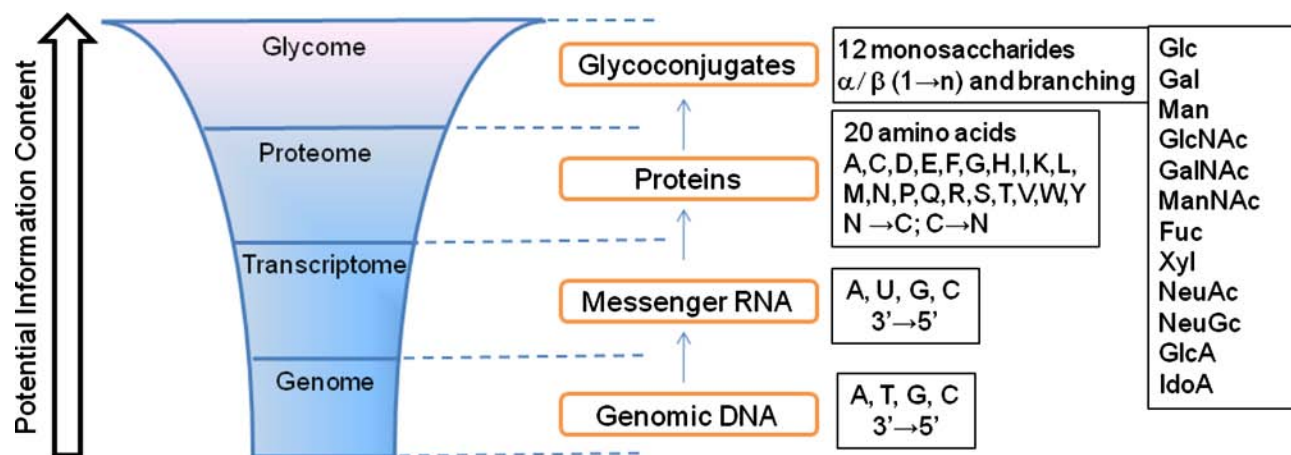 Potential Information Content
Glycome
Proteome
Transcriptome
Genome
Glycoconjugates
Proteins
Messenger RNA
Genomic DNA
12 monosaccharides
α/β (1→n) and branching
20 amino acids
A,C,D,E,F,G,H,I,K,L,
M,N,P,Q,R,S,T,V,W,Y
N →C; C→N
A, U, G, C
3’→5’
A, T, G, C
3’→5’
Glc
Gal
Man
GlcNAc
GalNAc
ManNAc
Fuc
Xyl
NeuAc
NeuGc
GlcA
IdoA